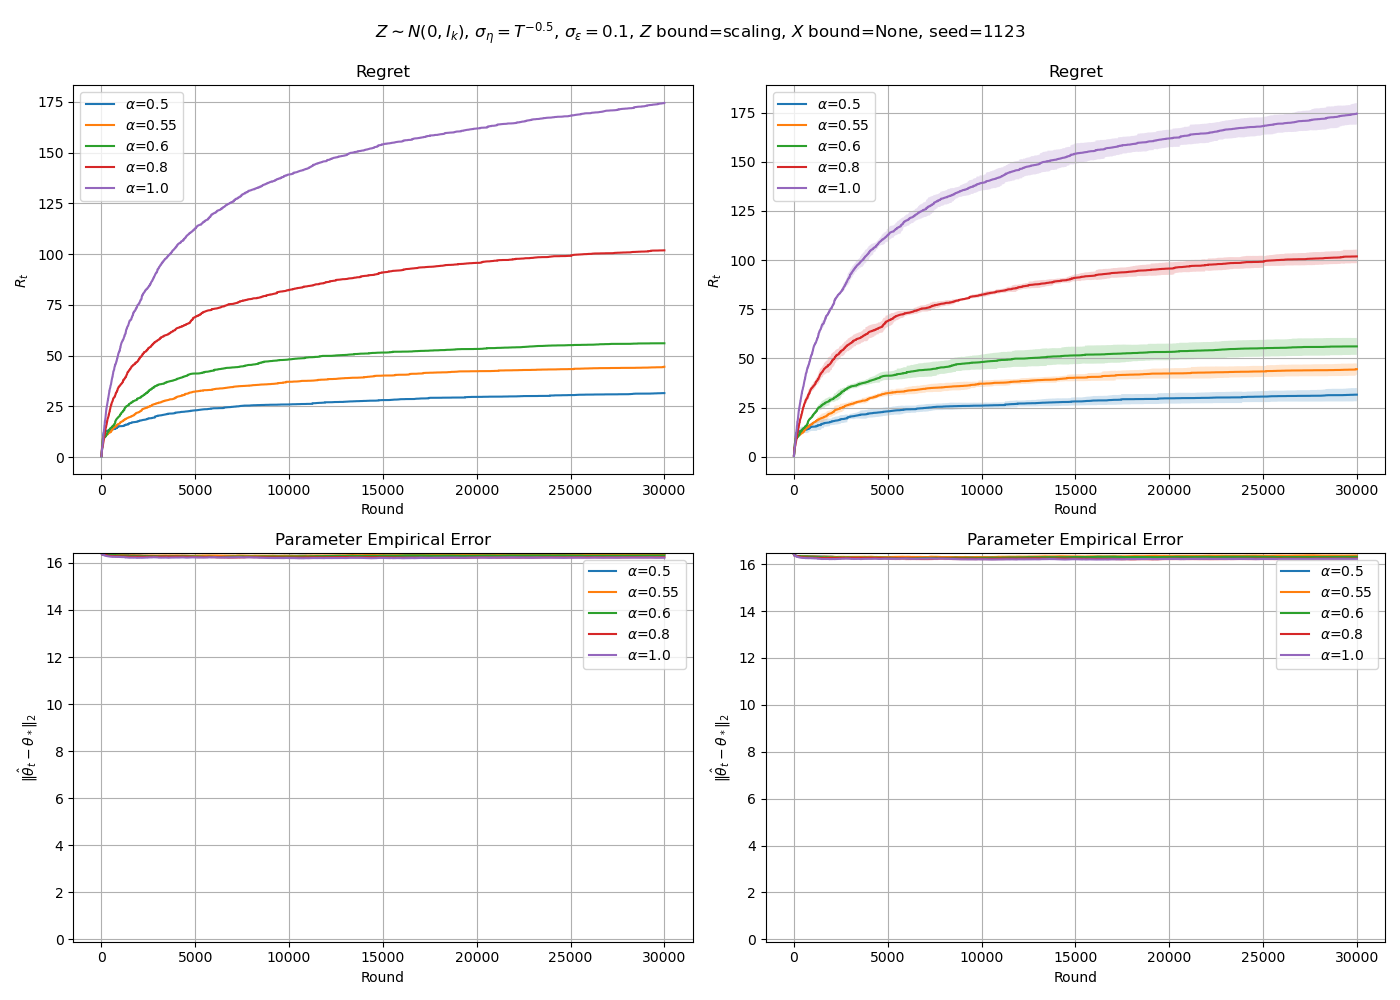 Z ∼ N(0, I_k), σ_η = T^{−0.5}, σ_ε = 0.1, Z bound=scaling, X bound=None, seed=1123
Regret
R_t
175
150
125
100
75
50
25
0
α=0.5
α=0.55
α=0.6
α=0.8
α=1.0
0 5000 10000 15000 20000 25000 30000
Round
Regret
R_t
175
150
125
100
75
50
25
0
α=0.5
α=0.55
α=0.6
α=0.8
α=1.0
0 5000 10000 15000 20000 25000 30000
Round
Parameter Empirical Error
‖θ̂_t − θ_*‖_2
16
14
12
10
8
6
4
2
0
α=0.5
α=0.55
α=0.6
α=0.8
α=1.0
0 5000 10000 15000 20000 25000 30000
Round
Parameter Empirical Error
‖θ̂_t − θ_*‖_2
16
14
12
10
8
6
4
2
0
α=0.5
α=0.55
α=0.6
α=0.8
α=1.0
0 5000 10000 15000 20000 25000 30000
Round